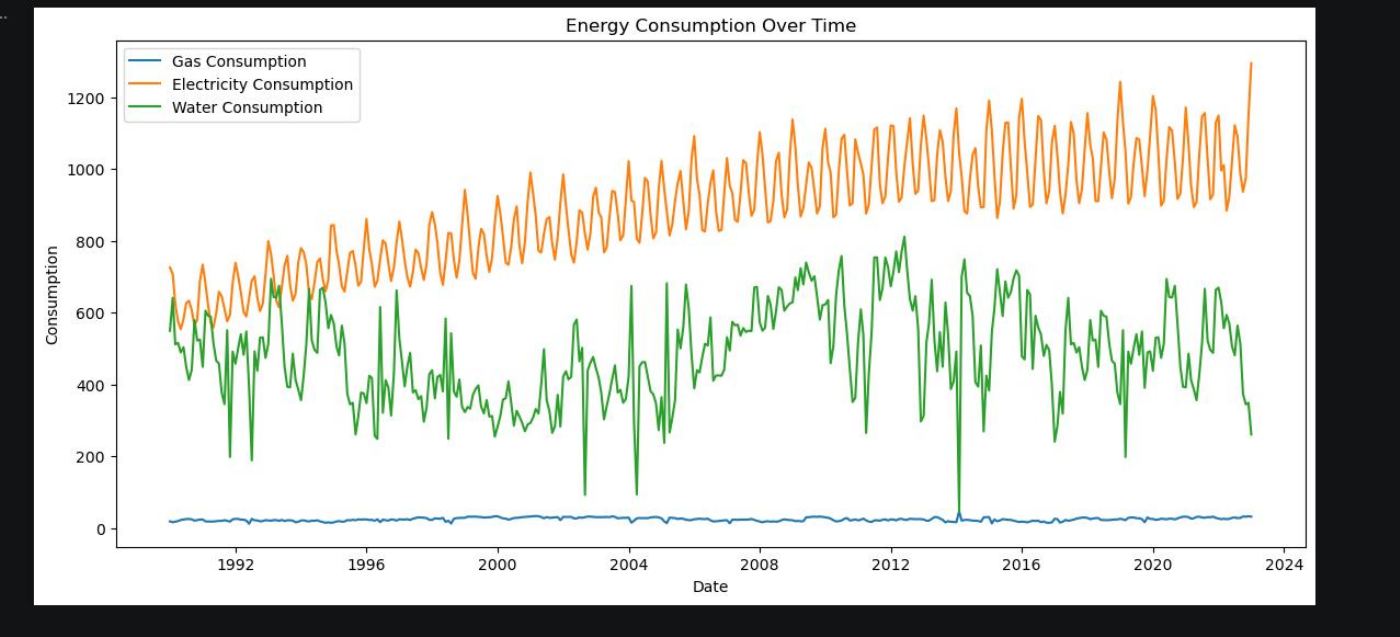 Energy Consumption Over Time
Gas Consumption
Electricity Consumption
Water Consumption
1200
1000
800
600
400
200
0
Consumption
1992 1996 2000 2004 2008 2012 2016 2020 2024
Date